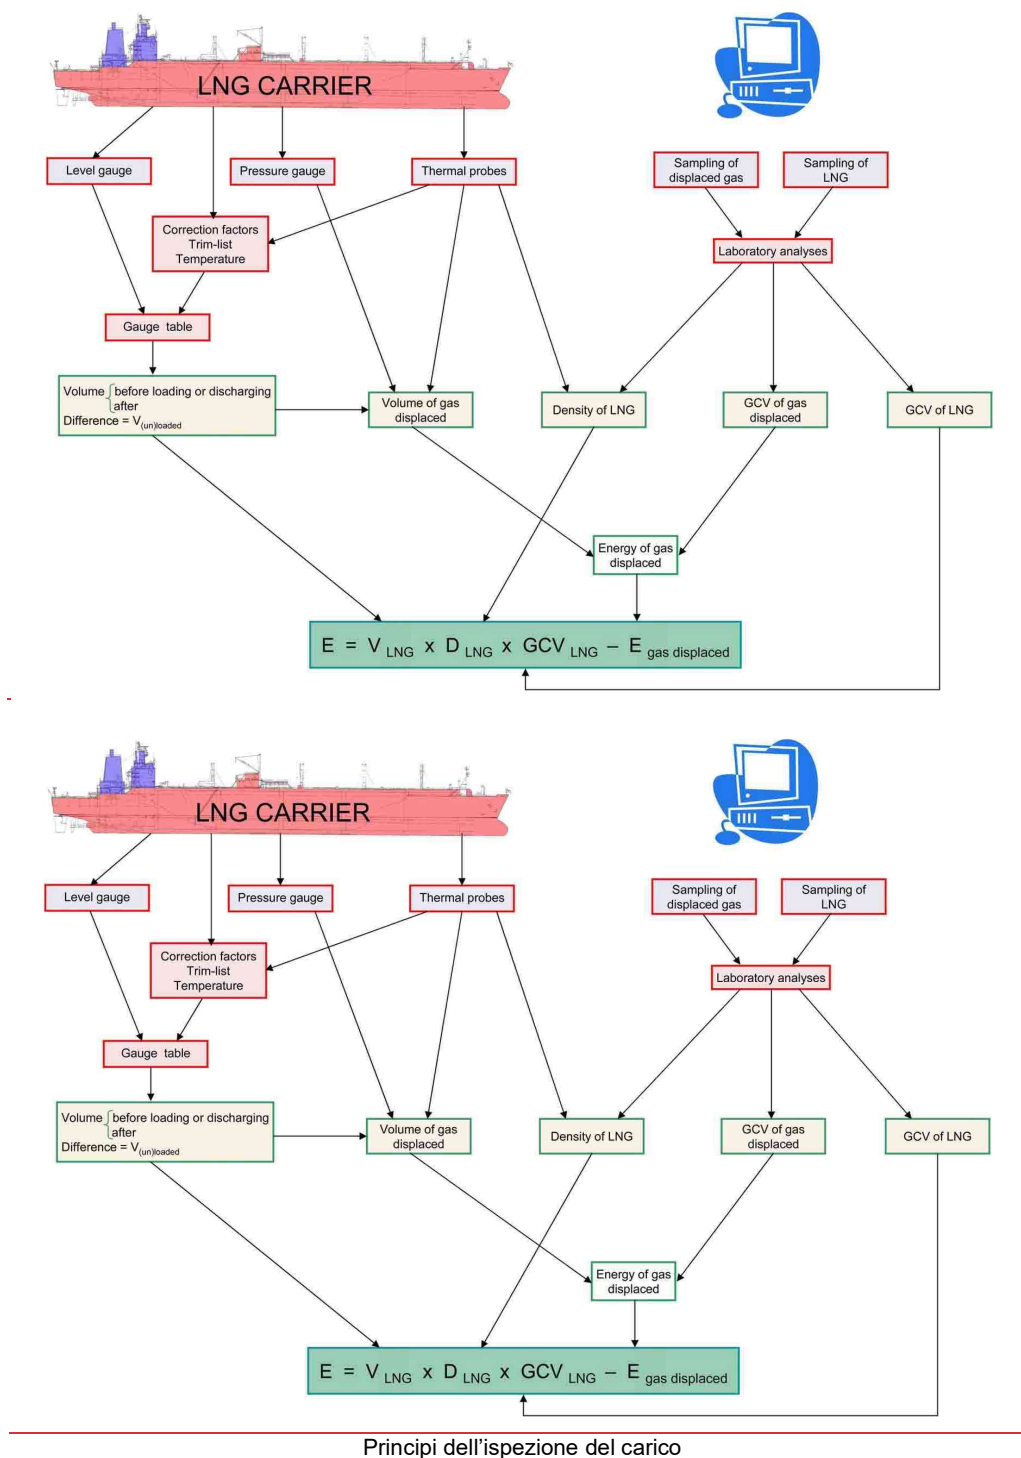 LNG CARRIER
Level gauge
Pressure gauge
Thermal probes
Sampling of
displaced gas
Sampling of
LNG
Correction factors
Trim-list
Temperature
Laboratory analyses
Gauge table
Volume { before loading or discharging
after
Difference = V(un)loaded
Volume of gas
displaced
Density of LNG
GCV of gas
displaced
GCV of LNG
Energy of gas
displaced
E = V LNG x D LNG x GCV LNG – E gas displaced
LNG CARRIER
Level gauge
Pressure gauge
Thermal probes
Sampling of
displaced gas
Sampling of
LNG
Correction factors
Trim-list
Temperature
Laboratory analyses
Gauge table
Volume { before loading or discharging
after
Difference = V(un)loaded
Volume of gas
displaced
Density of LNG
GCV of gas
displaced
GCV of LNG
Energy of gas
displaced
E = V LNG x D LNG x GCV LNG – E gas displaced
Principi dell'ispezione del carico